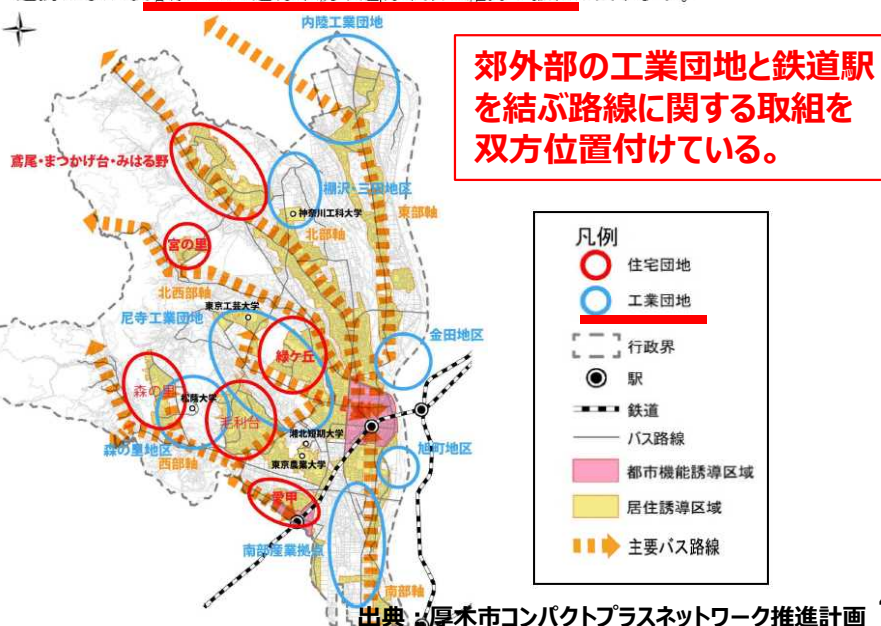 内陸工業団地
郊外部の工業団地と鉄道駅
を結ぶ路線に関する取組を
双方位置付けている。
鳶尾・まつかげ台・みはる野
棚沢・三田地区
神奈川工科大学
東部軸
北部軸
宮の里
北西部軸
東京工芸大学
尼寺工業団地
金田地区
緑ケ丘
森の里
松蔭大学
毛利台
湘北短期大学
東京農業大学
森の里地区
西部軸
旭町地区
愛甲
南部産業拠点
南部軸
凡例
住宅団地
工業団地
行政界
駅
鉄道
バス路線
都市機能誘導区域
居住誘導区域
主要バス路線
出典：厚木市コンパクトプラスネットワーク推進計画